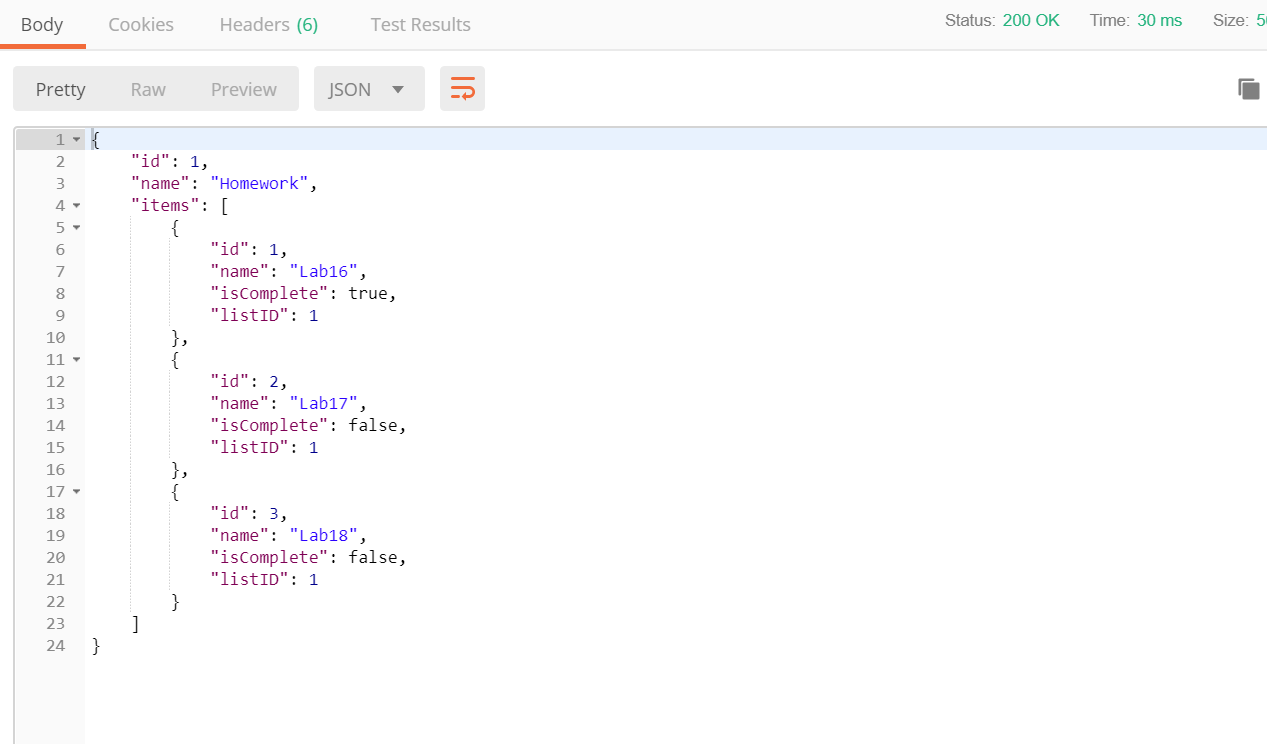 Body Cookies Headers (6) Test Results Status: 200 OK Time: 30 ms Size:
Pretty Raw Preview JSON
1 {
2 "id": 1,
3 "name": "Homework",
4 "items": [
5 {
6 "id": 1,
7 "name": "Lab16",
8 "isComplete": true,
9 "listID": 1
10 },
11 {
12 "id": 2,
13 "name": "Lab17",
14 "isComplete": false,
15 "listID": 1
16 },
17 {
18 "id": 3,
19 "name": "Lab18",
20 "isComplete": false,
21 "listID": 1
22 }
23 ]
24 }